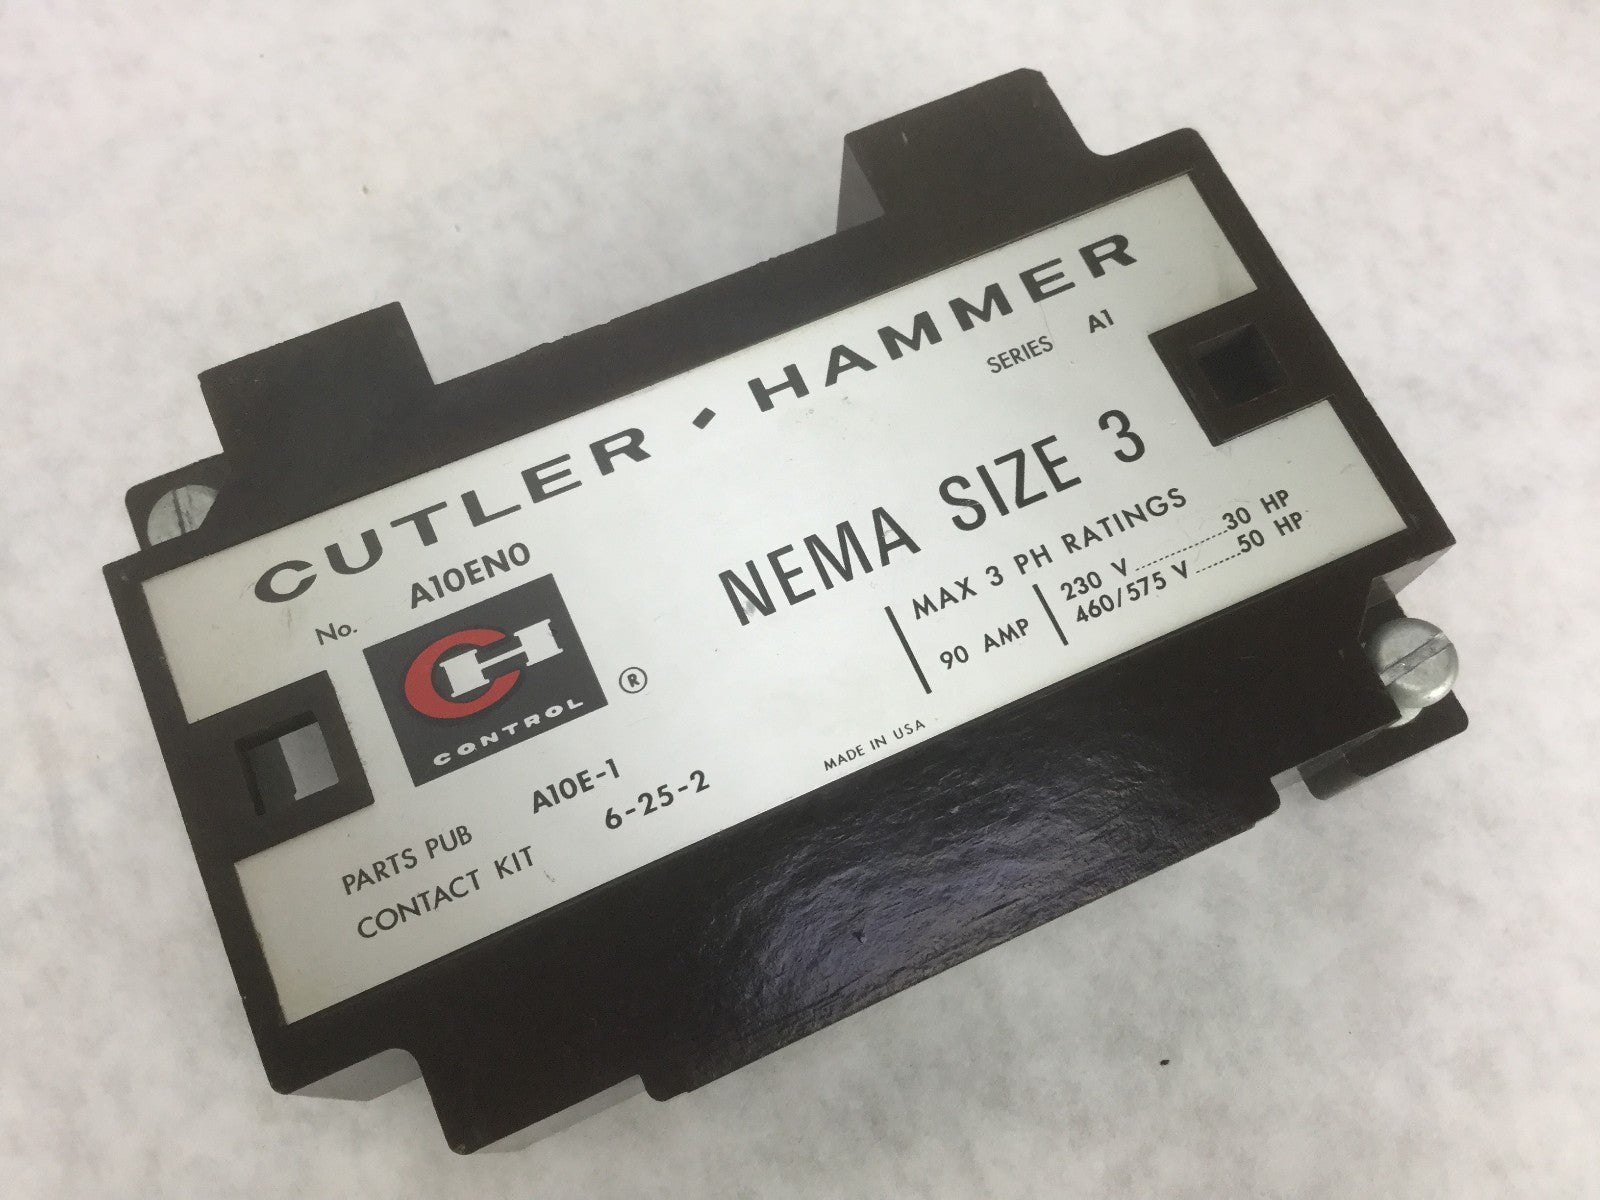 CUTLER ◆ HAMMER
SERIES A1
No. A10EN0
CH
CONTROL
®
NEMA SIZE 3
MAX 3 PH RATINGS
90 AMP
230 V..............30 HP
460/575 V.......50 HP
PARTS PUB A10E-1
CONTACT KIT 6-25-2
MADE IN USA